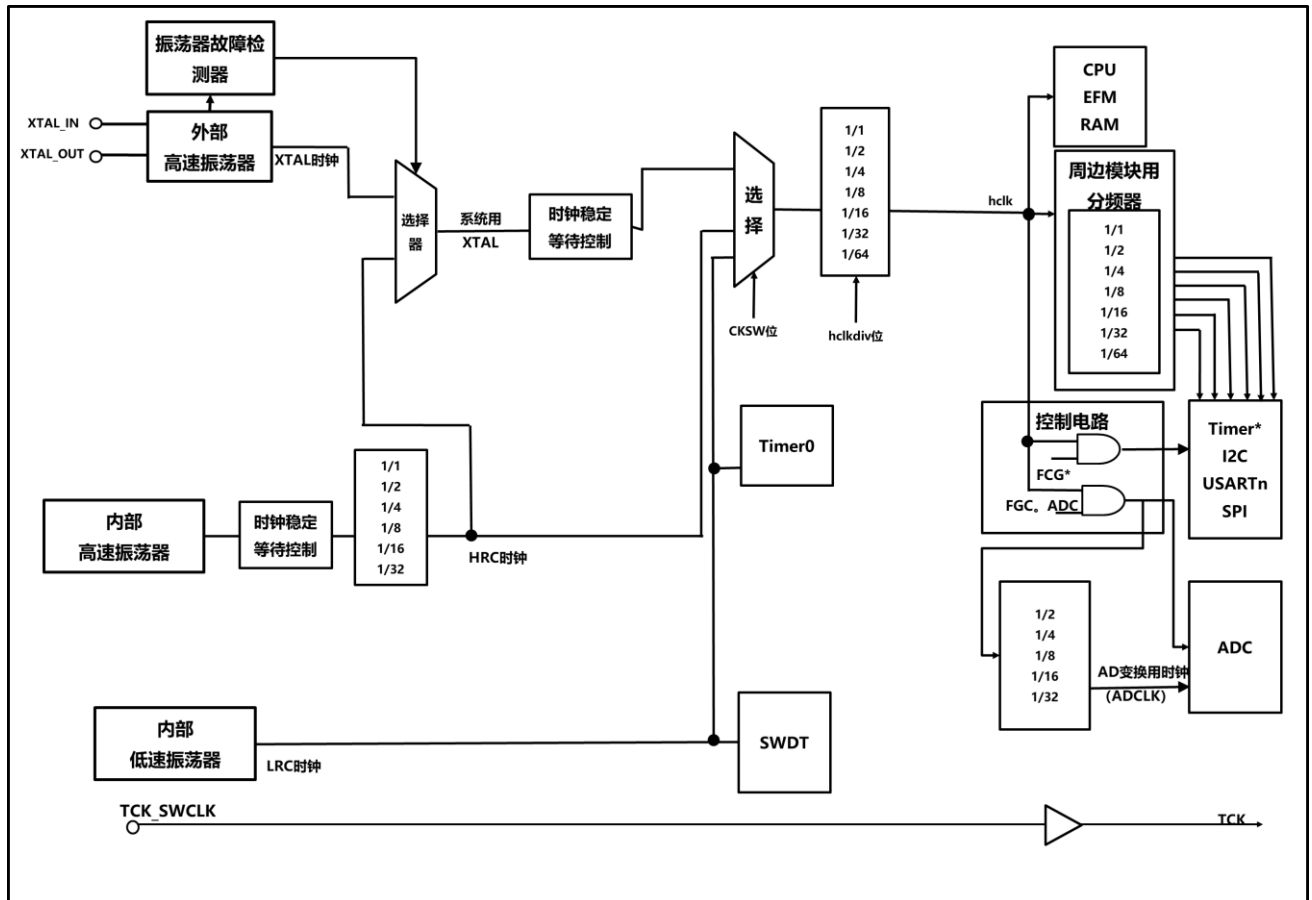 振荡器故障检
测器
XTAL_IN
XTAL_OUT
外部
高速振荡器
XTAL时钟
选择
器
系统用
XTAL
时钟稳定
等待控制
选
择
CKSW位
1/1
1/2
1/4
1/8
1/16
1/32
1/64
hclkdiv位
hclk
CPU
EFM
RAM
周边模块用
分频器
1/1
1/2
1/4
1/8
1/16
1/32
1/64
控制电路
FCG*
FGC。ADC
Timer*
I2C
USARTn
SPI
Timer0
内部
高速振荡器
时钟稳定
等待控制
1/1
1/2
1/4
1/8
1/16
1/32
HRC时钟
1/2
1/4
1/8
1/16
1/32
AD变换用时钟
（ADCLK）
ADC
内部
低速振荡器
LRC时钟
SWDT
TCK_SWCLK
TCK